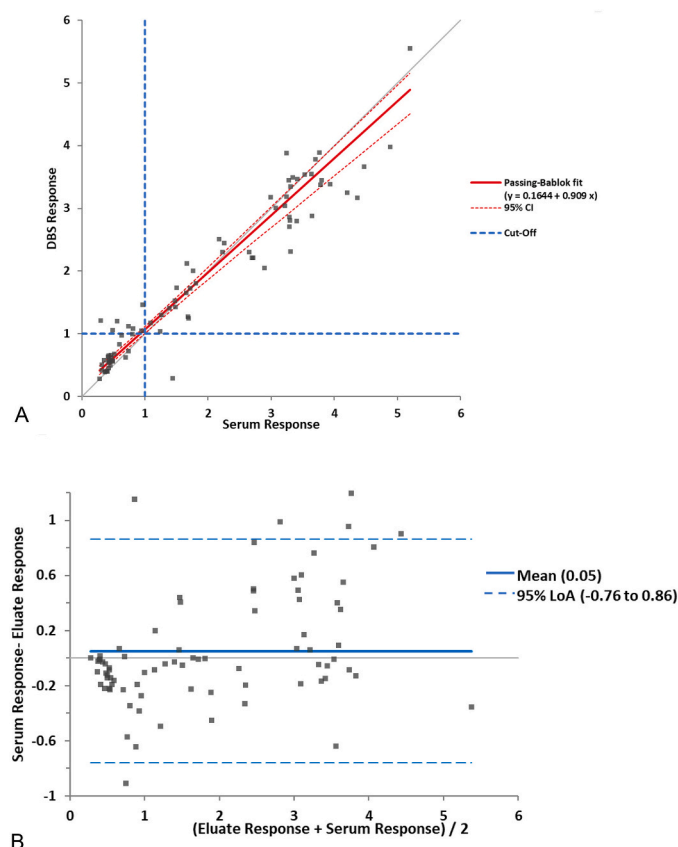 6
5
4
3
2
1
0
DBS Response
0 1 2 3 4 5 6
Serum Response
Passing-Bablok fit
(y = 0.1644 + 0.909 x)
95% CI
Cut-Off
A
1
0.6
0.2
-0.2
-0.6
-1
Serum Response- Eluate Response
0 1 2 3 4 5 6
(Eluate Response + Serum Response) / 2
Mean (0.05)
95% LoA (-0.76 to 0.86)
B